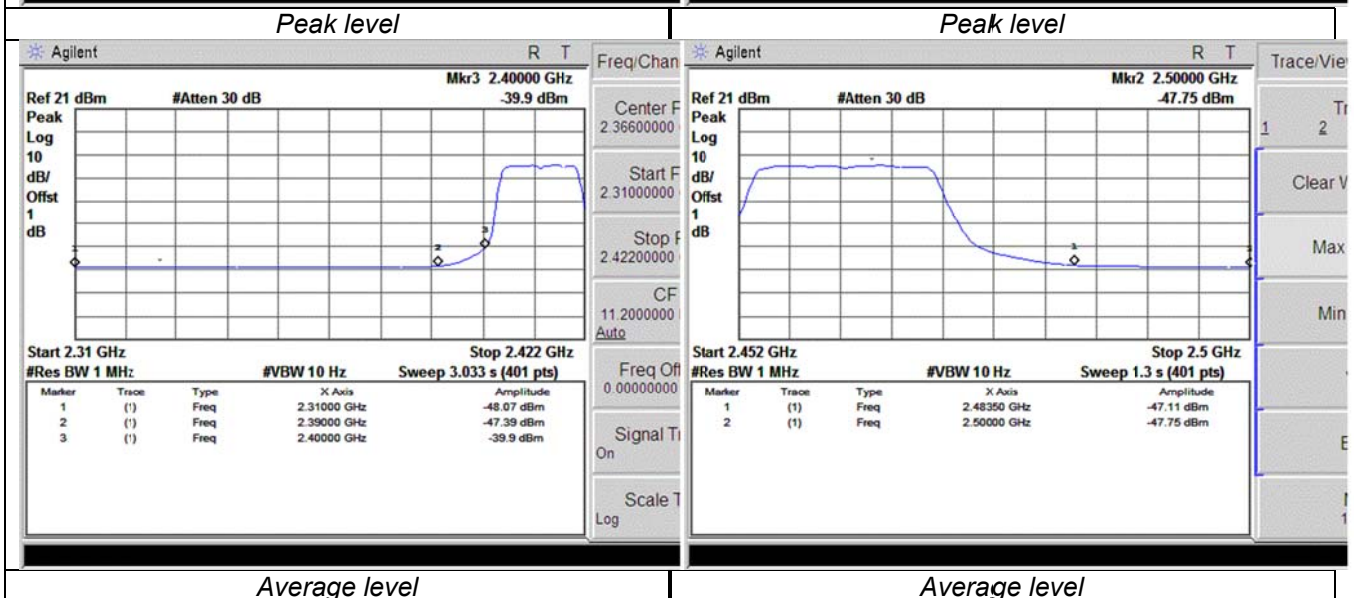 Peak level
Peak level
Agilent R T
Mkr3 2.40000 GHz
Ref 21 dBm #Atten 30 dB -39.9 dBm
Peak
Log
10
dB/
Offst
1
dB
1
2
3
Start 2.31 GHz Stop 2.422 GHz
#Res BW 1 MHz #VBW 10 Hz Sweep 3.033 s (401 pts)
Marker Trace Type X Axis Amplitude
1 (1) Freq 2.31000 GHz -48.07 dBm
2 (1) Freq 2.39000 GHz -47.39 dBm
3 (1) Freq 2.40000 GHz -39.9 dBm
Freq/Chan
Center F
2.36600000
Start F
2.31000000
Stop F
2.42200000
CF
11.2000000
Auto
Freq Off
0.00000000
Signal Tr
On
Scale T
Log
Agilent R T
Mkr2 2.50000 GHz
Ref 21 dBm #Atten 30 dB -47.75 dBm
Peak
Log
10
dB/
Offst
1
dB
1
Start 2.452 GHz Stop 2.5 GHz
#Res BW 1 MHz #VBW 10 Hz Sweep 1.3 s (401 pts)
Marker Trace Type X Axis Amplitude
1 (1) Freq 2.48350 GHz -47.11 dBm
2 (1) Freq 2.50000 GHz -47.75 dBm
Trace/Vie
Tr
1 2
Clear W
Max
Min
Average level
Average level